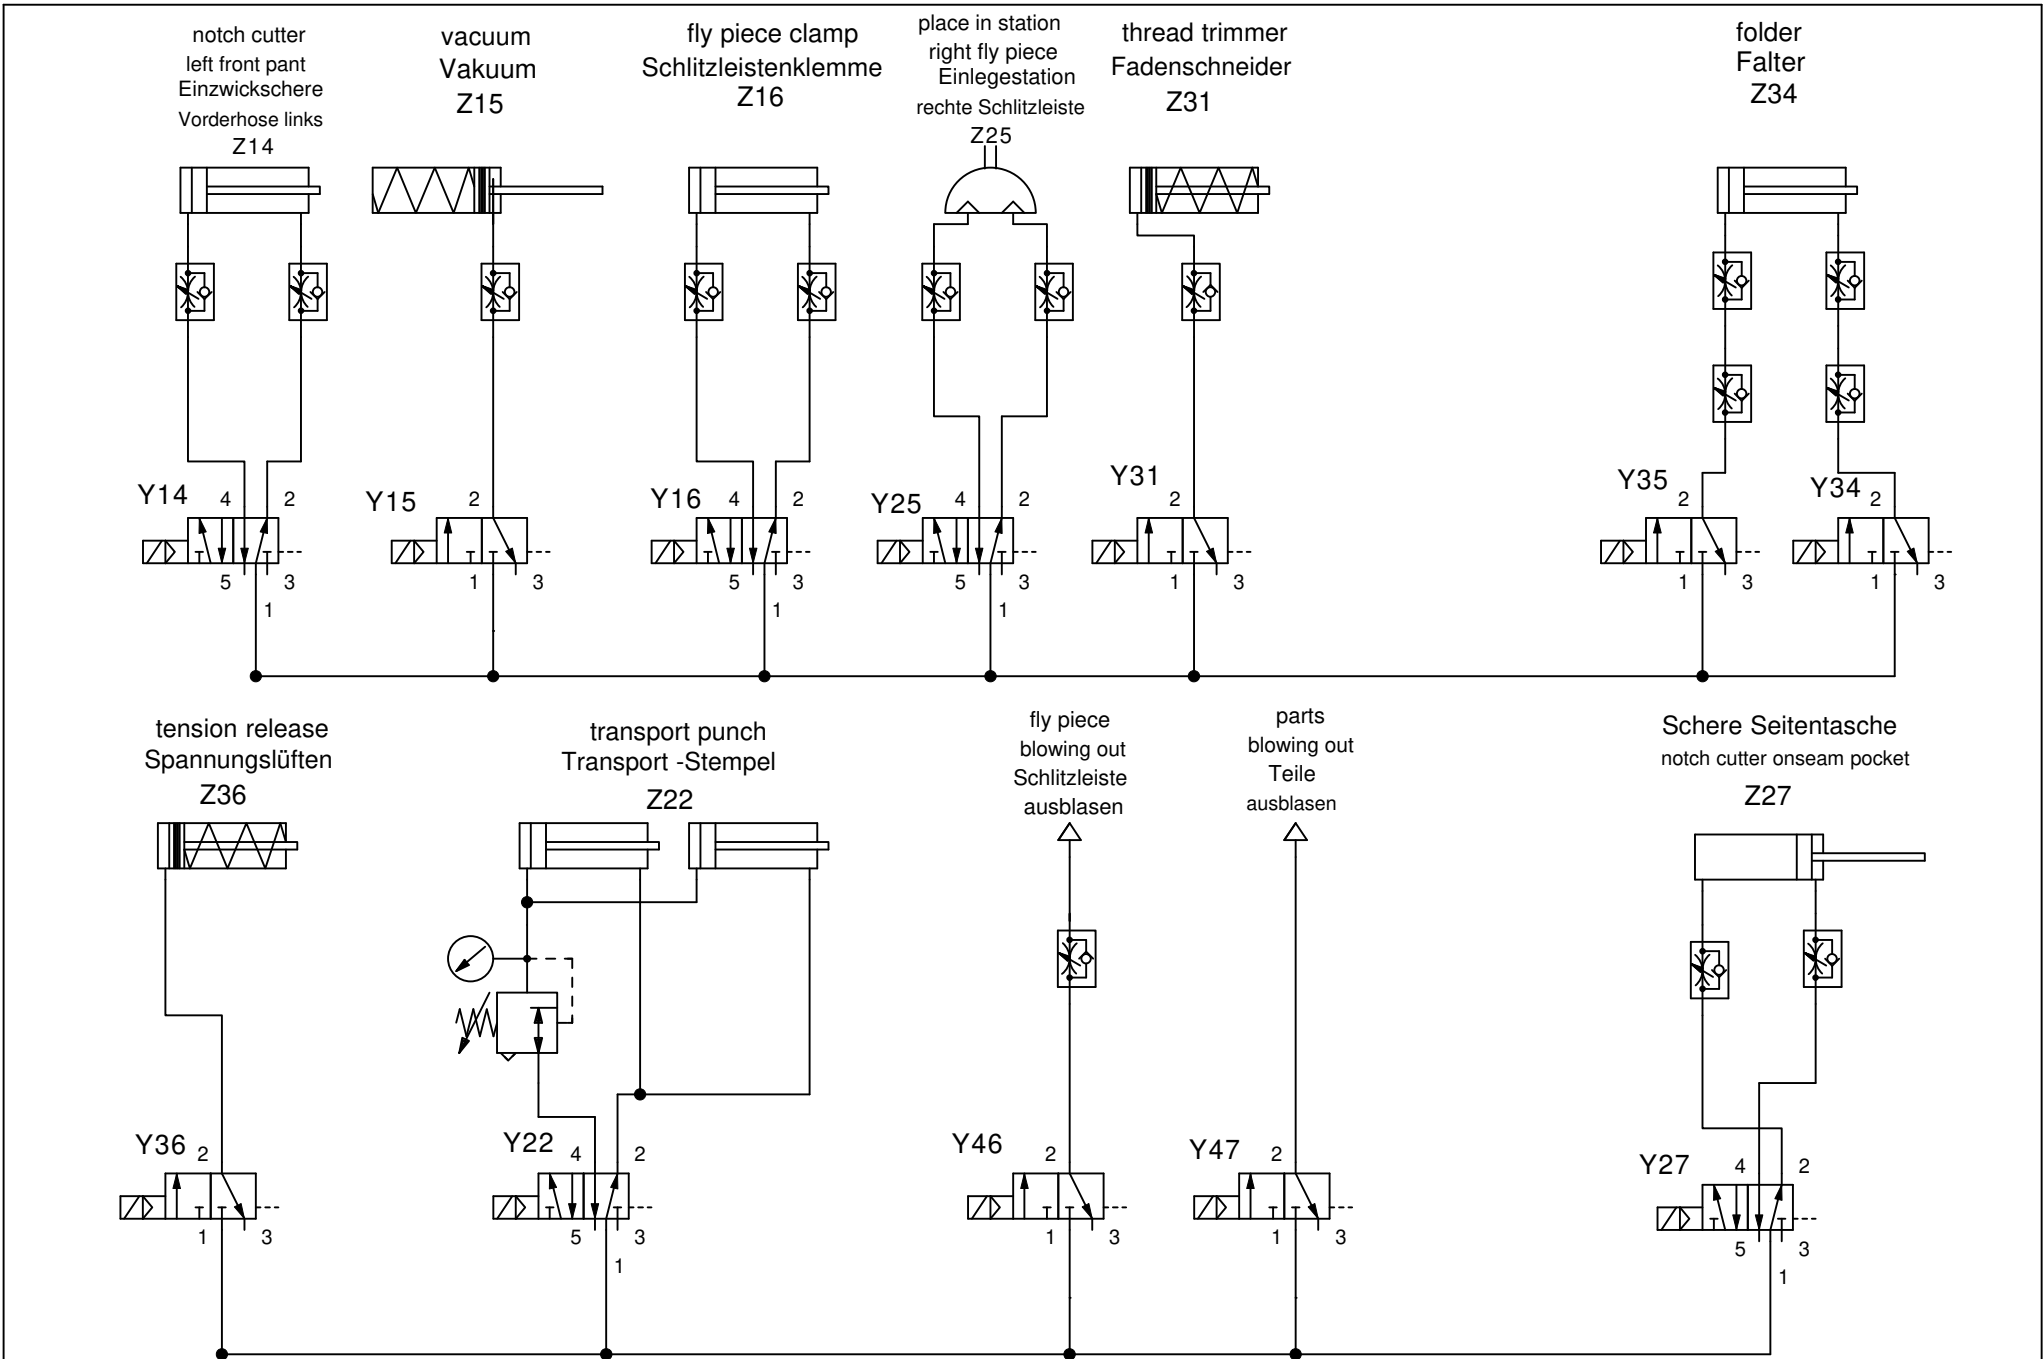 notch cutter
left front pant
Einzwickschere
Vorderhose links
Z14
vacuum
Vakuum
Z15
fly piece clamp
Schlitzleistenklemme
Z16
place in station
right fly piece
Einlegestation
rechte Schlitzleiste
Z25
thread trimmer
Fadenschneider
Z31
folder
Falter
Z34
Y14 4 2
5 3
1
Y15 2
1 3
Y16 4 2
5 3
1
Y25 4 2
5 3
1
Y31 2
1 3
Y35 2
1 3
Y34 2
1 3
tension release
Spannungslüften
Z36
transport punch
Transport -Stempel
Z22
fly piece
blowing out
Schlitzleiste
ausblasen
parts
blowing out
Teile
ausblasen
Schere Seitentasche
notch cutter onseam pocket
Z27
Y36 2
1 3
Y22 4 2
5 3
1
Y46 2
1 3
Y47 2
1 3
Y27 4 2
5 3
1